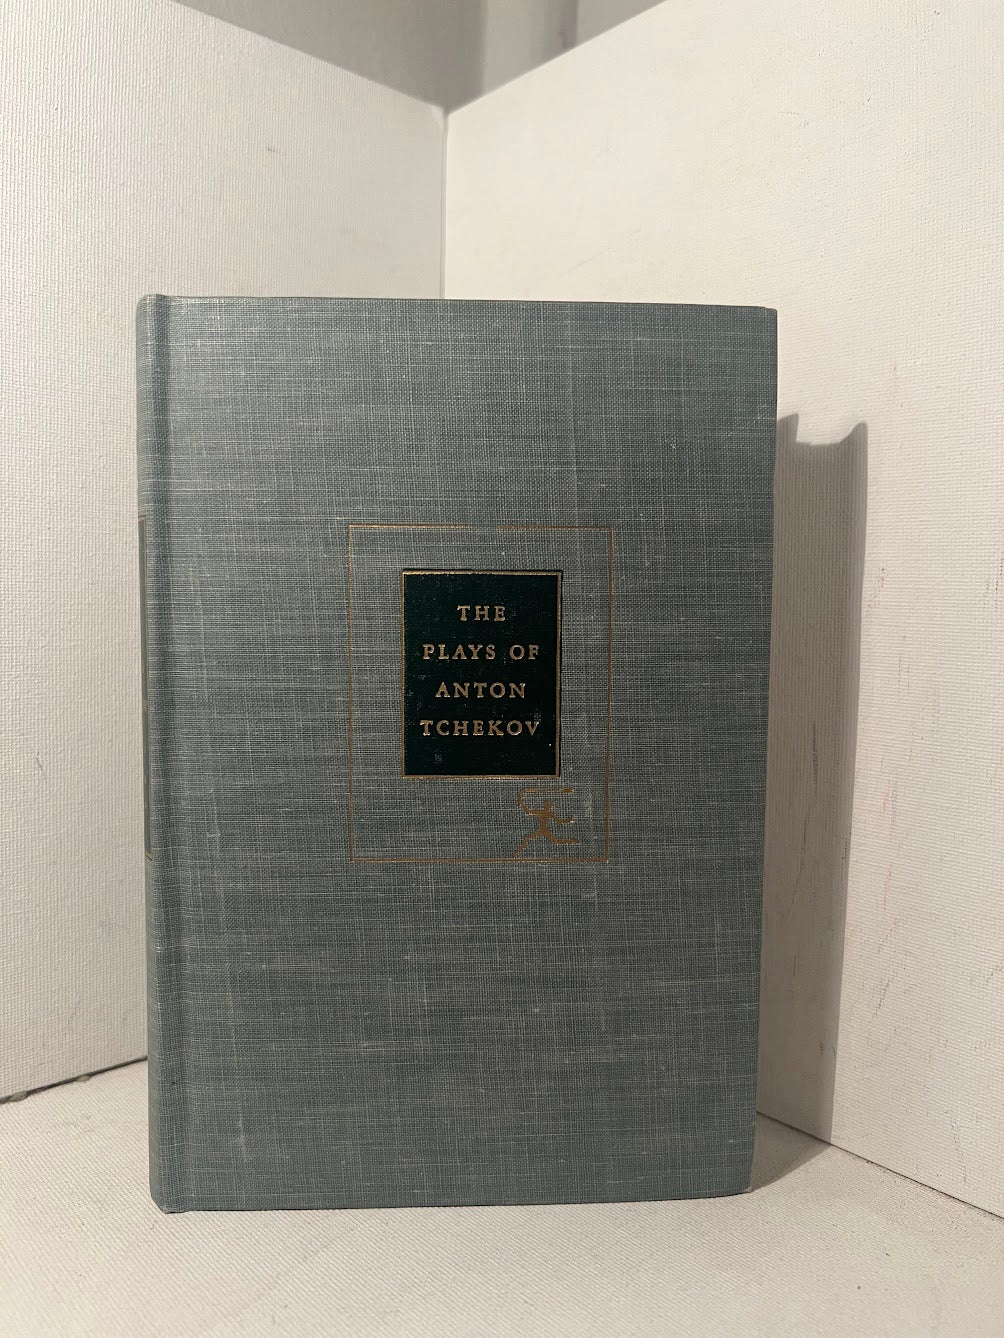 THE
PLAYS OF
ANTON
TCHEKOV